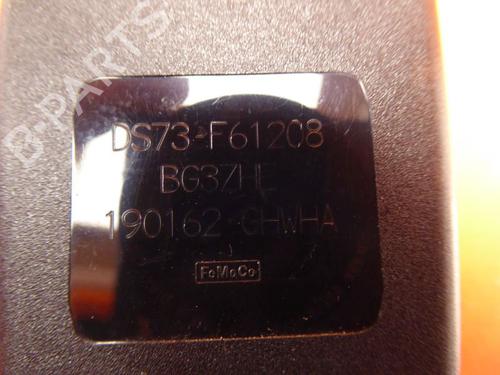 B-PARTS
DS73-F61208
BG3ZHE
190162 GHWHA
FoMoCo